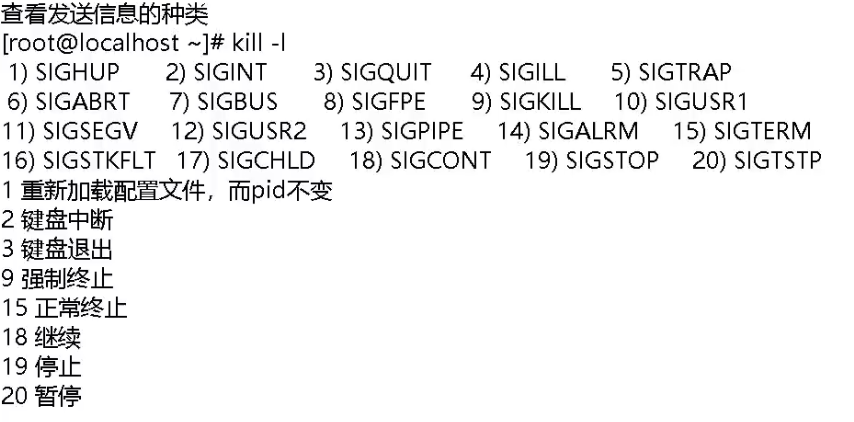 查看发送信息的种类
[root@localhost ~]# kill -l
1) SIGHUP 2) SIGINT 3) SIGQUIT 4) SIGILL 5) SIGTRAP
6) SIGABRT 7) SIGBUS 8) SIGFPE 9) SIGKILL 10) SIGUSR1
11) SIGSEGV 12) SIGUSR2 13) SIGPIPE 14) SIGALRM 15) SIGTERM
16) SIGSTKFLT 17) SIGCHLD 18) SIGCONT 19) SIGSTOP 20) SIGTSTP
1 重新加载配置文件，而pid不变
2 键盘中断
3 键盘退出
9 强制终止
15 正常终止
18 继续
19 停止
20 暂停